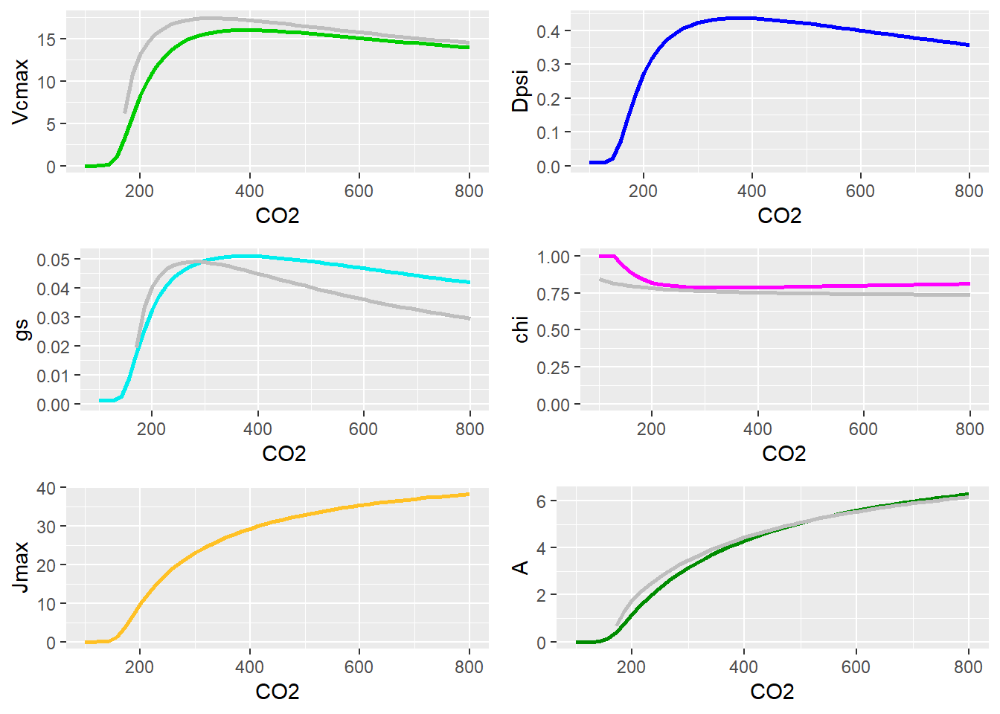 Vcmax
15
10
5
0
200 400 600 800
CO2
Dpsi
0.4
0.3
0.2
0.1
0.0
200 400 600 800
CO2
gs
0.05
0.04
0.03
0.02
0.01
0.00
200 400 600 800
CO2
chi
1.00
0.75
0.50
0.25
0.00
200 400 600 800
CO2
Jmax
40
30
20
10
0
200 400 600 800
CO2
A
6
4
2
0
200 400 600 800
CO2